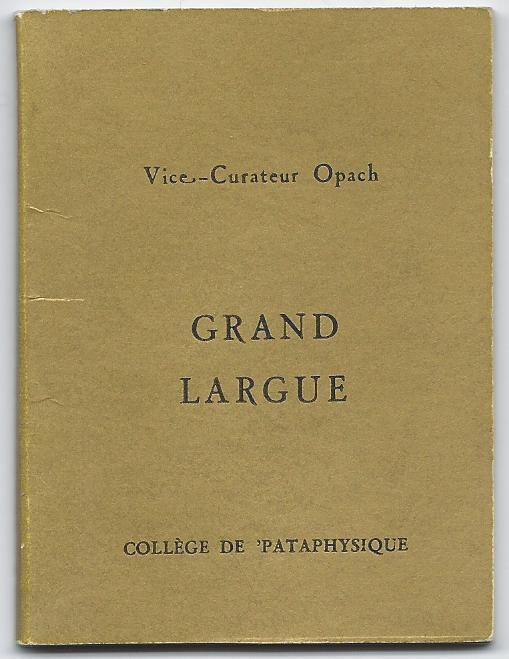 Vice-Curateur Opach
GRAND
LARGUE
COLLÈGE DE 'PATAPHYSIQUE